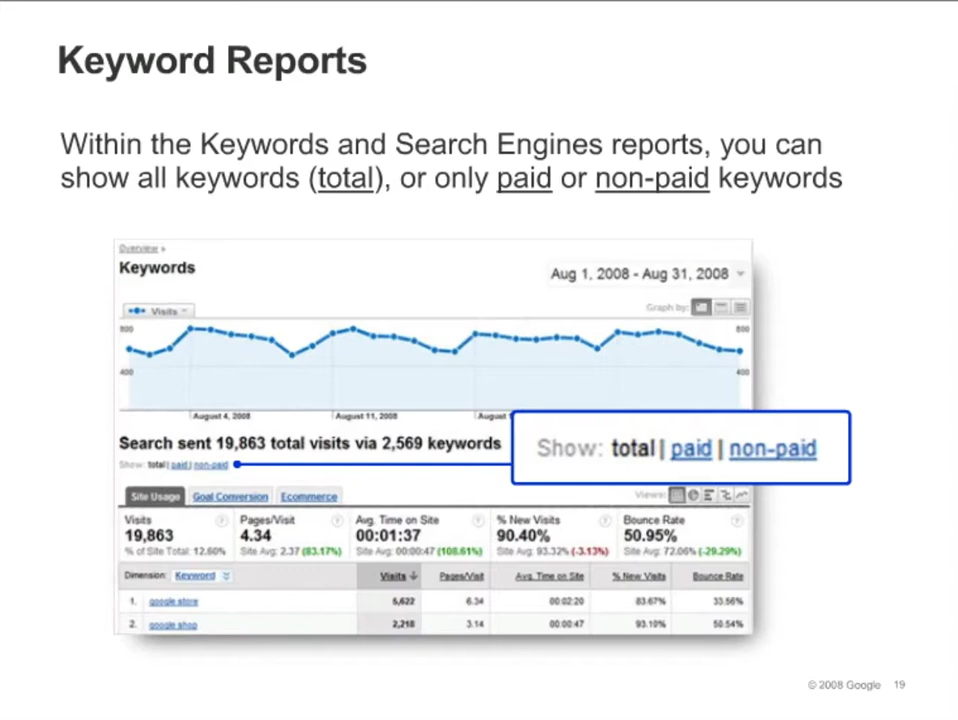 Keyword Reports
Within the Keywords and Search Engines reports, you can
show all keywords (total), or only paid or non-paid keywords
Overview »
Keywords
Aug 1, 2008 - Aug 31, 2008
Visits
Graph by:
800 800
400 400
August 4, 2008 August 11, 2008 August
Search sent 19,863 total visits via 2,569 keywords
Show: total | paid | non-paid
Show: total | paid | non-paid
Site Usage Goal Conversion Ecommerce Views:
Visits Pages/Visit Avg. Time on Site % New Visits Bounce Rate
19,863 4.34 00:01:37 90.40% 50.95%
% of Site Total: 12.60% Site Avg: 2.37 (83.17%) Site Avg: 00:00:47 (108.61%) Site Avg: 93.32% (-3.13%) Site Avg: 72.06% (-29.29%)
Dimension: Keyword Visits ↓ Pages/Visit Avg. Time on Site % New Visits Bounce Rate
1. google store 5,622 6.34 00:02:20 83.67% 33.56%
2. google shop 2,218 3.14 00:00:47 93.10% 50.54%
© 2008 Google 19